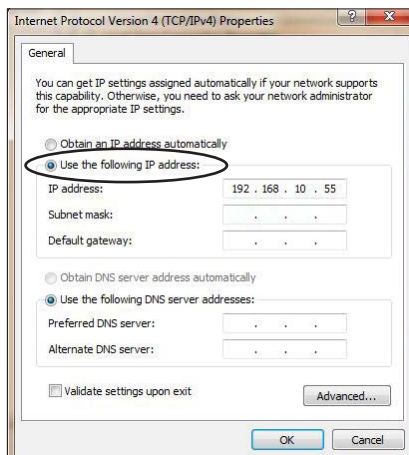 Internet Protocol Version 4 (TCP/IPv4) Properties
General
You can get IP settings assigned automatically if your network supports
this capability. Otherwise, you need to ask your network administrator
for the appropriate IP settings.
Obtain an IP address automatically
Use the following IP address:
IP address: 192 . 168 . 10 . 55
Subnet mask: . . .
Default gateway: . . .
Obtain DNS server address automatically
Use the following DNS server addresses:
Preferred DNS server: . . .
Alternate DNS server: . . .
Validate settings upon exit
Advanced...
OK Cancel